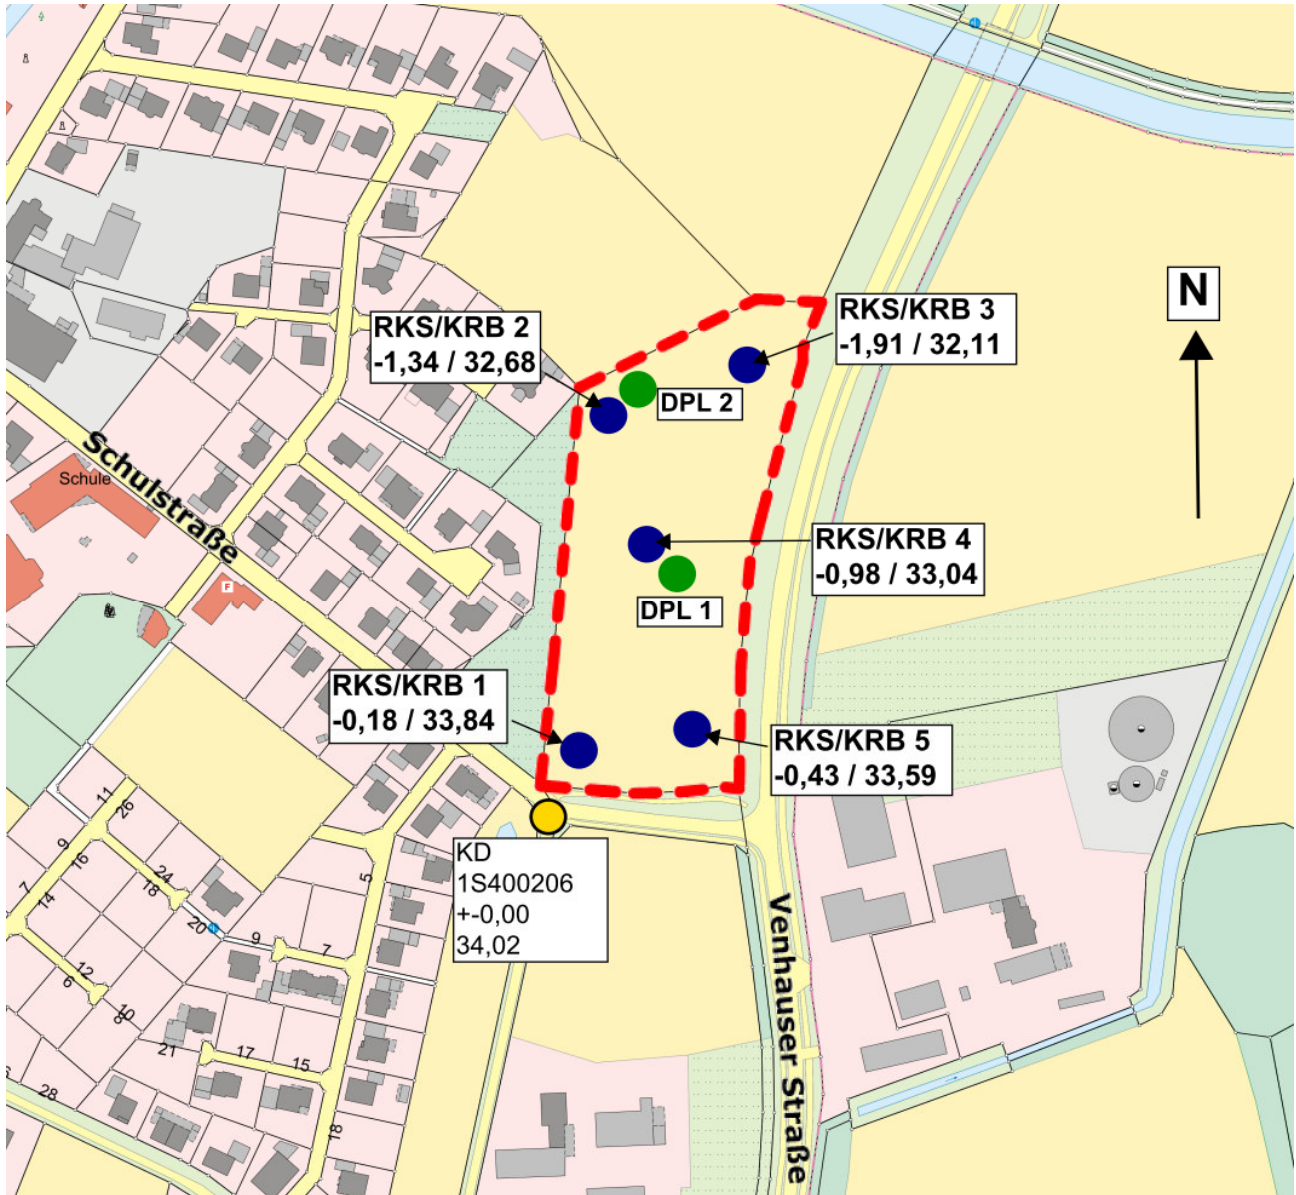 N
RKS/KRB 3
-1,91 / 32,11
RKS/KRB 2
-1,34 / 32,68
DPL 2
Schulstraße
Schule
F
RKS/KRB 4
-0,98 / 33,04
DPL 1
RKS/KRB 1
-0,18 / 33,84
RKS/KRB 5
-0,43 / 33,59
KD
1S400206
+-0,00
34,02
Venhauser Straße
11
26
9
16
24
18
7
14
5
20
9
7
12
6
10
8
21
17
15
28
18